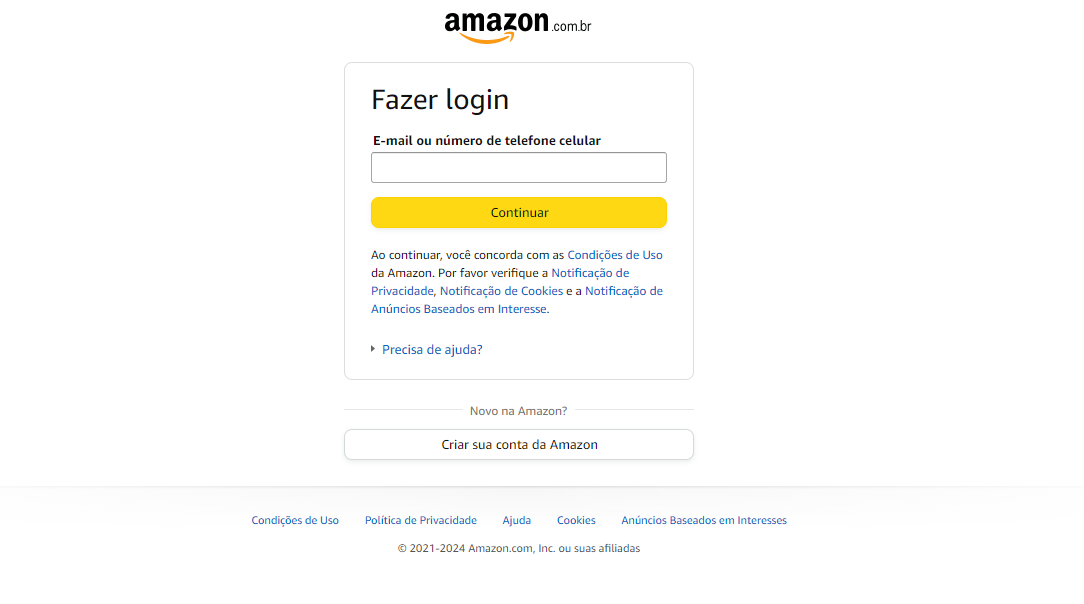 amazon.com.br
Fazer login
E-mail ou número de telefone celular
Continuar
Ao continuar, você concorda com as Condições de Uso
da Amazon. Por favor verifique a Notificação de
Privacidade, Notificação de Cookies e a Notificação de
Anúncios Baseados em Interesse.
Precisa de ajuda?
Novo na Amazon?
Criar sua conta da Amazon
Condições de Uso Política de Privacidade Ajuda Cookies Anúncios Baseados em Interesses
© 2021-2024 Amazon.com, Inc. ou suas afiliadas